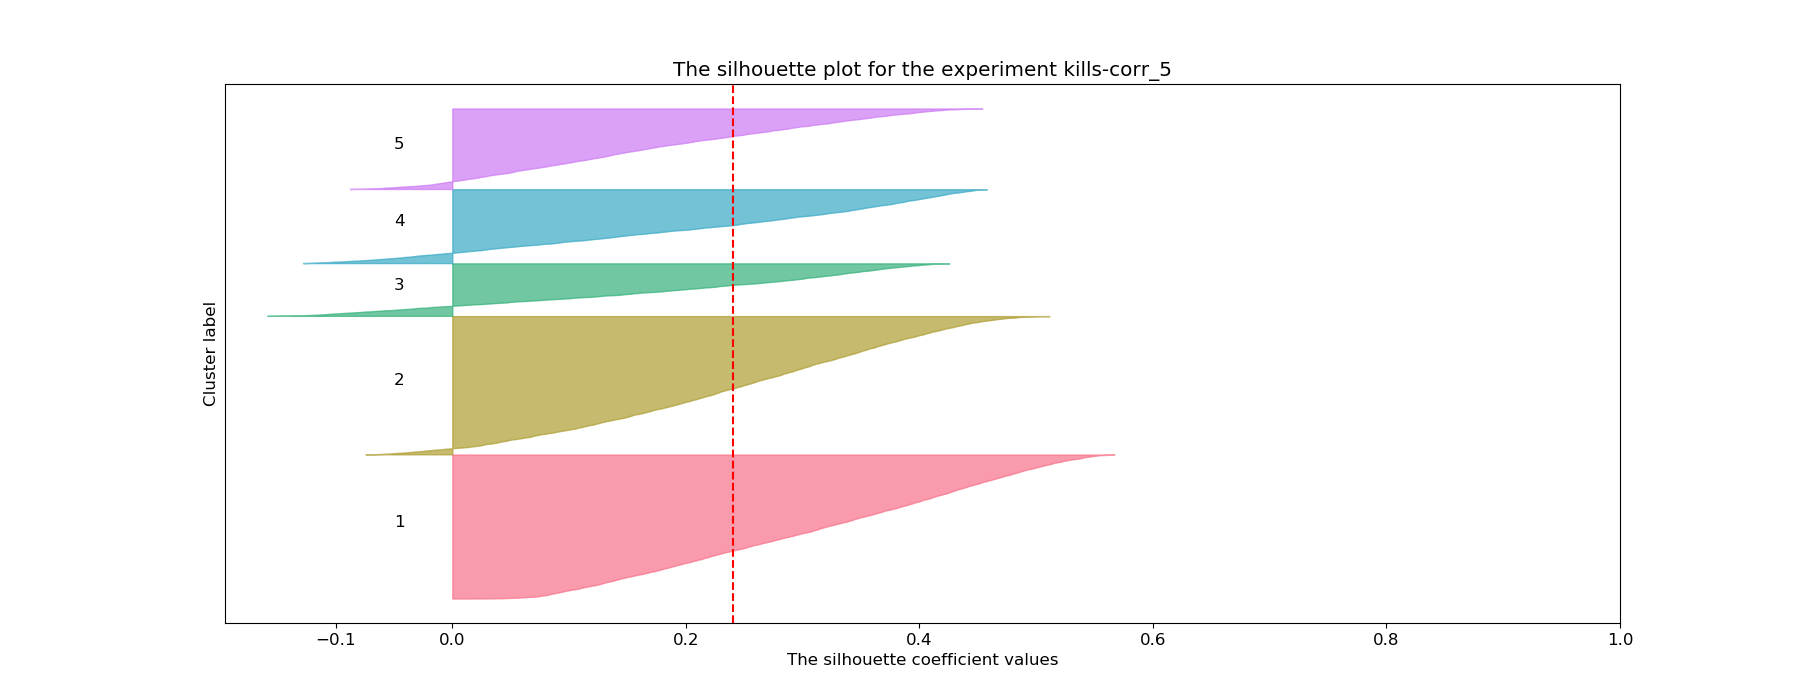 The silhouette plot for the experiment kills-corr_5
5
4
3
2
1
Cluster label
−0.1 0.0 0.2 0.4 0.6 0.8 1.0
The silhouette coefficient values